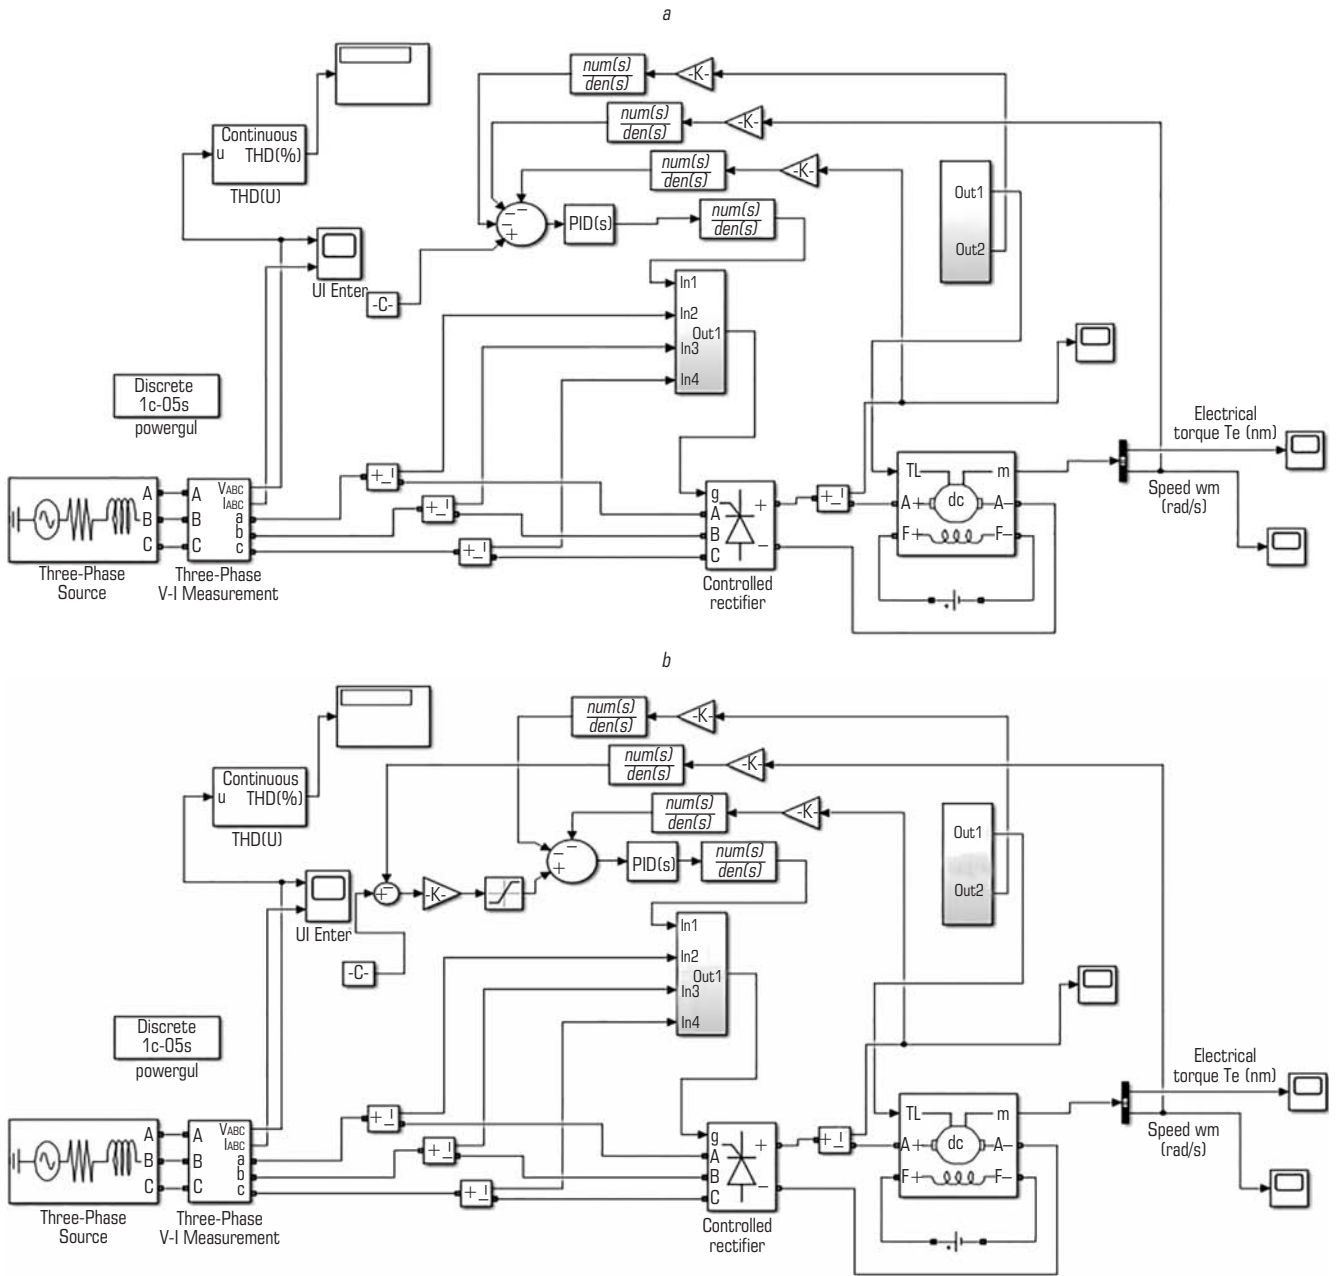 a
num(s)
den(s)
-K-
num(s)
den(s)
-K-
Continuous
u THD(%)
THD(U)
num(s)
den(s)
-K-
Out1
Out2
− − − +
PID(s)
num(s)
den(s)
UI Enter
-C-
In1
In2
Out1
In3
In4
Discrete
1c-05s
powergul
Electrical
torque Te (nm)
Speed wm
(rad/s)
A B C
A B C
VABC
IABC
a
b
c
+ −
+ −
+ −
g
A
B
C
+
−
+ −
TL m
A+ dc A−
F+ F−
Three-Phase
Source
Three-Phase
V-I Measurement
Controlled
rectifier
b
num(s)
den(s)
-K-
num(s)
den(s)
-K-
Continuous
u THD(%)
THD(U)
num(s)
den(s)
-K-
Out1
Out2
− − +
PID(s)
num(s)
den(s)
+ −
-K-
UI Enter
-C-
In1
In2
Out1
In3
In4
Discrete
1c-05s
powergul
Electrical
torque Te (nm)
Speed wm
(rad/s)
A B C
A B C
VABC
IABC
a
b
c
+ −
+ −
+ −
g
A
B
C
+
−
+ −
TL m
A+ dc A−
F+ F−
Three-Phase
Source
Three-Phase
V-I Measurement
Controlled
rectifier